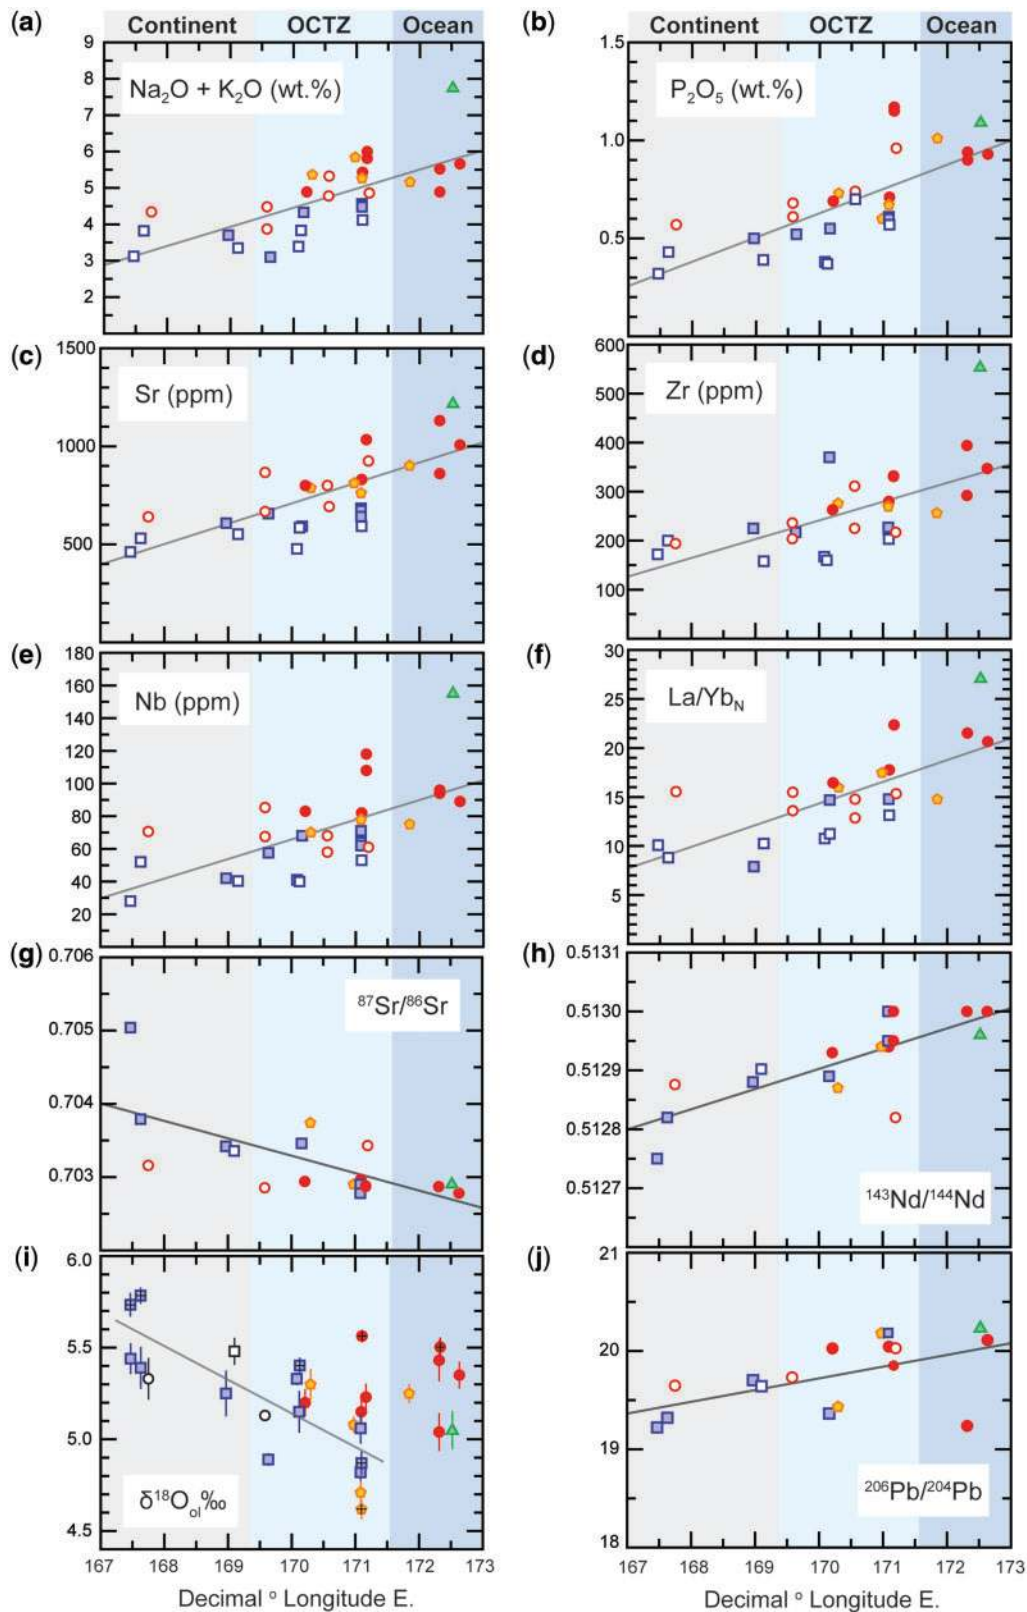 (a) Continent OCTZ Ocean
9
8
7
6
5
4
3
2
Na₂O + K₂O (wt.%)
(b) Continent OCTZ Ocean
1.5
1.0
0.5
P₂O₅ (wt.%)
(c)
1500
1000
500
Sr (ppm)
(d)
600
500
400
300
200
100
Zr (ppm)
(e)
180
160
140
120
100
80
60
40
20
Nb (ppm)
(f)
30
25
20
15
10
5
La/Yb_N
(g)
0.706
0.705
0.704
0.703
⁸⁷Sr/⁸⁶Sr
(h)
0.5131
0.5130
0.5129
0.5128
0.5127
¹⁴³Nd/¹⁴⁴Nd
(i)
6.0
5.5
5.0
4.5
δ¹⁸O_ol‰
167 168 169 170 171 172 173
Decimal º Longitude E.
(j)
21
20
19
18
²⁰⁶Pb/²⁰⁴Pb
167 168 169 170 171 172 173
Decimal º Longitude E.